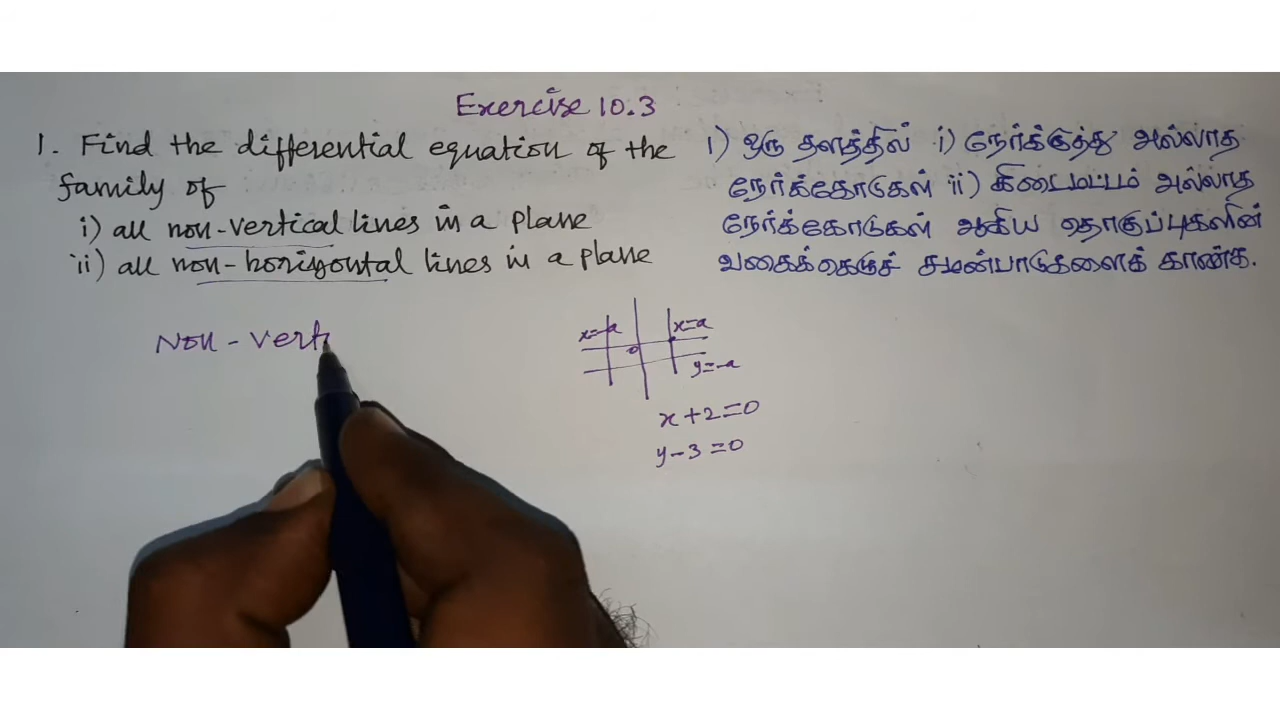 Exercise 10.3
1. Find the differential equation of the
family of
i) all non-vertical lines in a plane
ii) all non-horizontal lines in a plane
1) ஒரு தளத்தில் i) நேர்க்குத்து அல்லாத
நேர்க்கோடுகள் ii) கிடைமட்டம் அல்லாத
நேர்க்கோடுகள் ஆகிய தொகுப்புகளின்
வகைக்கெழுச் சமன்பாடுகளைக் காண்க.
Non-Verti
x=-a
x=a
0
y=-a
x+2=0
y-3=0